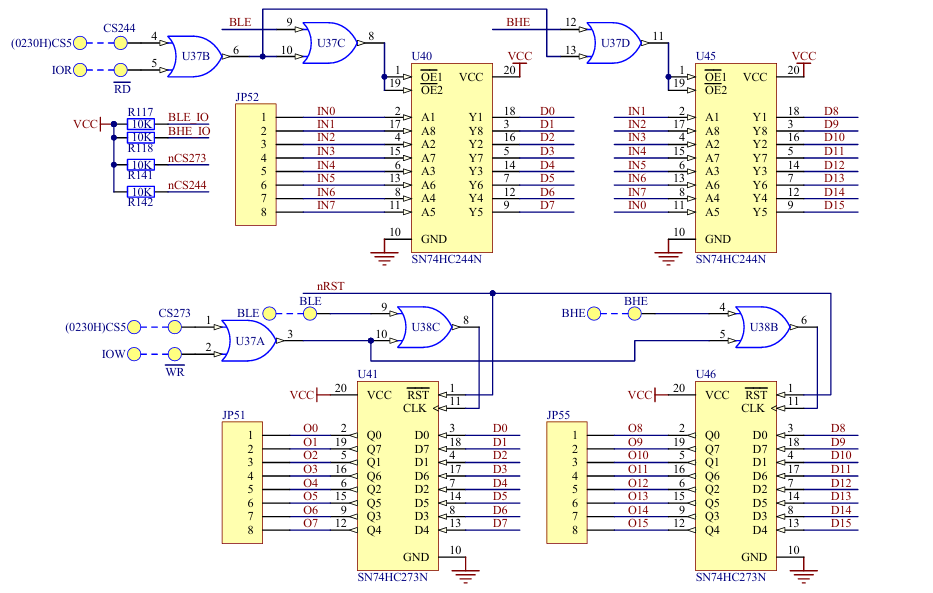 BLE 9 BHE 12
CS244
(0230H)CS5 4 U37B 6 10 U37C 8 13 U37D 11
IOR 5
RD
U40 U45
VCC VCC
1 OE1 VCC 20 1 OE1 VCC 20
19 OE2 19 OE2
JP52
R117
VCC 10K BLE IO
10K BHE IO
R118
10K nCS273
R141
10K nCS244
R142
1 IN0 2 A1 Y1 18 D0 IN1 2 A1 Y1 18 D8
2 IN1 17 A8 Y8 3 D1 IN2 17 A8 Y8 3 D9
3 IN2 4 A2 Y2 16 D2 IN3 4 A2 Y2 16 D10
4 IN3 15 A7 Y7 5 D3 IN4 15 A7 Y7 5 D11
5 IN4 6 A3 Y3 14 D4 IN5 6 A3 Y3 14 D12
6 IN5 13 A6 Y6 7 D5 IN6 13 A6 Y6 7 D13
7 IN6 8 A4 Y4 12 D6 IN7 8 A4 Y4 12 D14
8 IN7 11 A5 Y5 9 D7 IN0 11 A5 Y5 9 D15
10 GND 10 GND
SN74HC244N SN74HC244N
nRST
CS273 BLE BLE 9 BHE BHE 4
(0230H)CS5 1 U37A 3 10 U38C 8 5 U38B 6
IOW 2
WR
U41 U46
VCC 20 VCC RST 1 VCC 20 VCC RST 1
CLK 11 CLK 11
JP51 JP55
1 O0 2 Q0 D0 3 D0 1 O8 2 Q0 D0 3 D8
2 O1 19 Q7 D7 18 D1 2 O9 19 Q7 D7 18 D9
3 O2 5 Q1 D1 4 D2 3 O10 5 Q1 D1 4 D10
4 O3 16 Q6 D6 17 D3 4 O11 16 Q6 D6 17 D11
5 O4 6 Q2 D2 7 D4 5 O12 6 Q2 D2 7 D12
6 O5 15 Q5 D5 14 D5 6 O13 15 Q5 D5 14 D13
7 O6 9 Q3 D3 8 D6 7 O14 9 Q3 D3 8 D14
8 O7 12 Q4 D4 13 D7 8 O15 12 Q4 D4 13 D15
GND 10 GND 10
SN74HC273N SN74HC273N